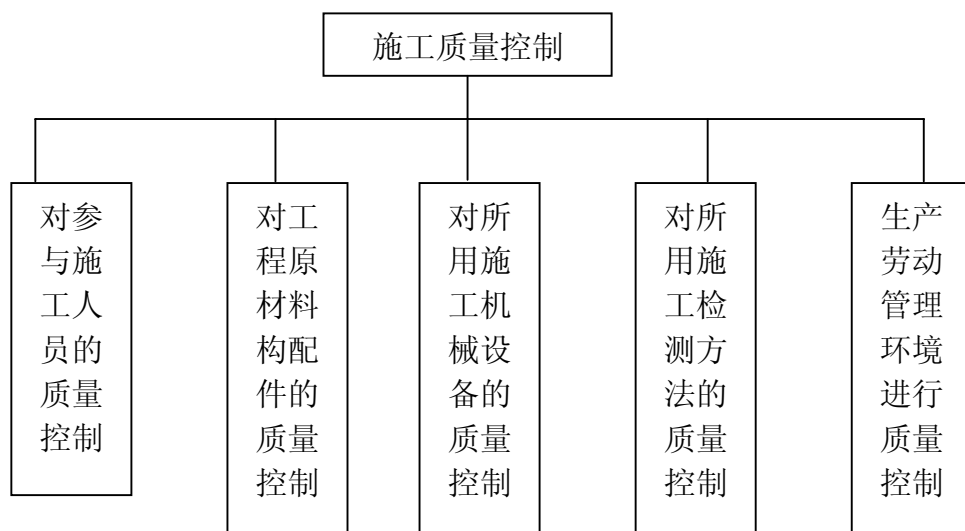 施工质量控制
对参
与施
工人
员的
质量
控制
对工
程原
材料
构配
件的
质量
控制
对所
用施
工机
械设
备的
质量
控制
对所
用施
工检
测方
法的
质量
控制
生产
劳动
管理
环境
进行
质量
控制